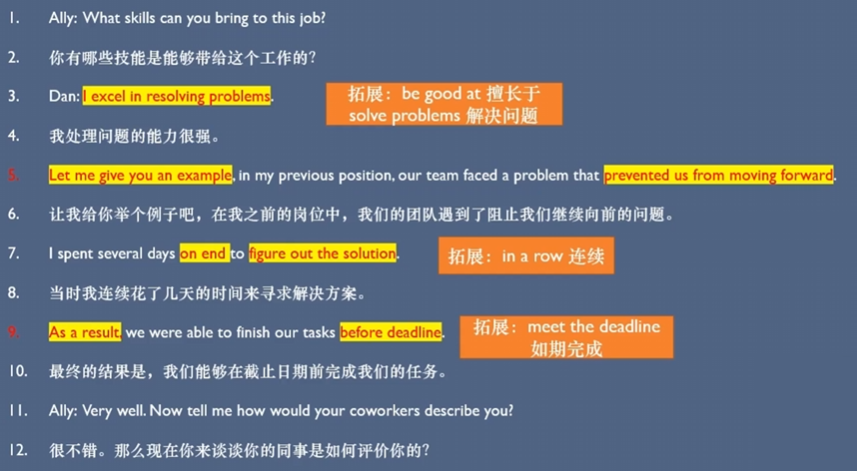 1. Ally: What skills can you bring to this job?
2. 你有哪些技能是能够带给这个工作的?
3. Dan: I excel in resolving problems.
拓展：be good at 擅长于
solve problems 解决问题
4. 我处理问题的能力很强。
5. Let me give you an example, in my previous position, our team faced a problem that prevented us from moving forward.
6. 让我给你举个例子吧，在我之前的岗位中，我们的团队遇到了阻止我们继续向前的问题。
7. I spent several days on end to figure out the solution.
拓展：in a row 连续
8. 当时我连续花了几天的时间来寻求解决方案。
9. As a result, we were able to finish our tasks before deadline.
拓展：meet the deadline
如期完成
10. 最终的结果是，我们能够在截止日期前完成我们的任务。
11. Ally: Very well. Now tell me how would your coworkers describe you?
12. 很不错。那么现在你来谈谈你的同事是如何评价你的?